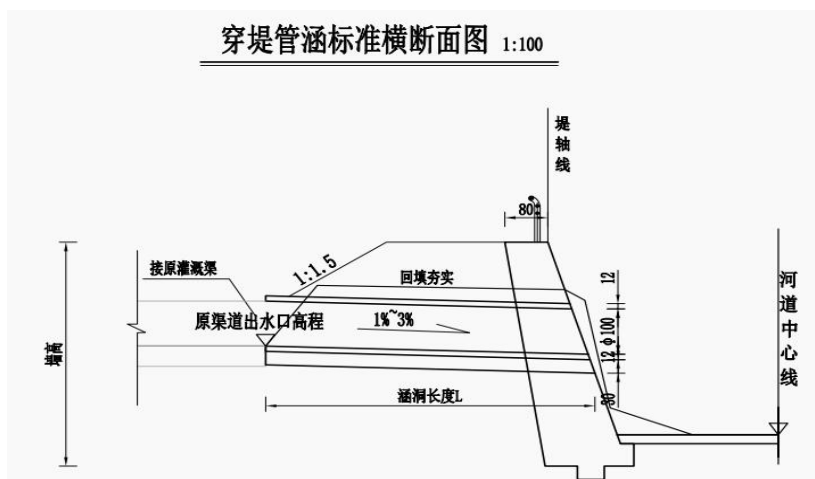 穿堤管涵标准横断面图 1:100
堤轴线
80
接原灌溉渠
1:1.5
回填夯实
12
河道中心线
原渠道出水口高程
1%~3%
φ100
墙高
12
涵洞长度L